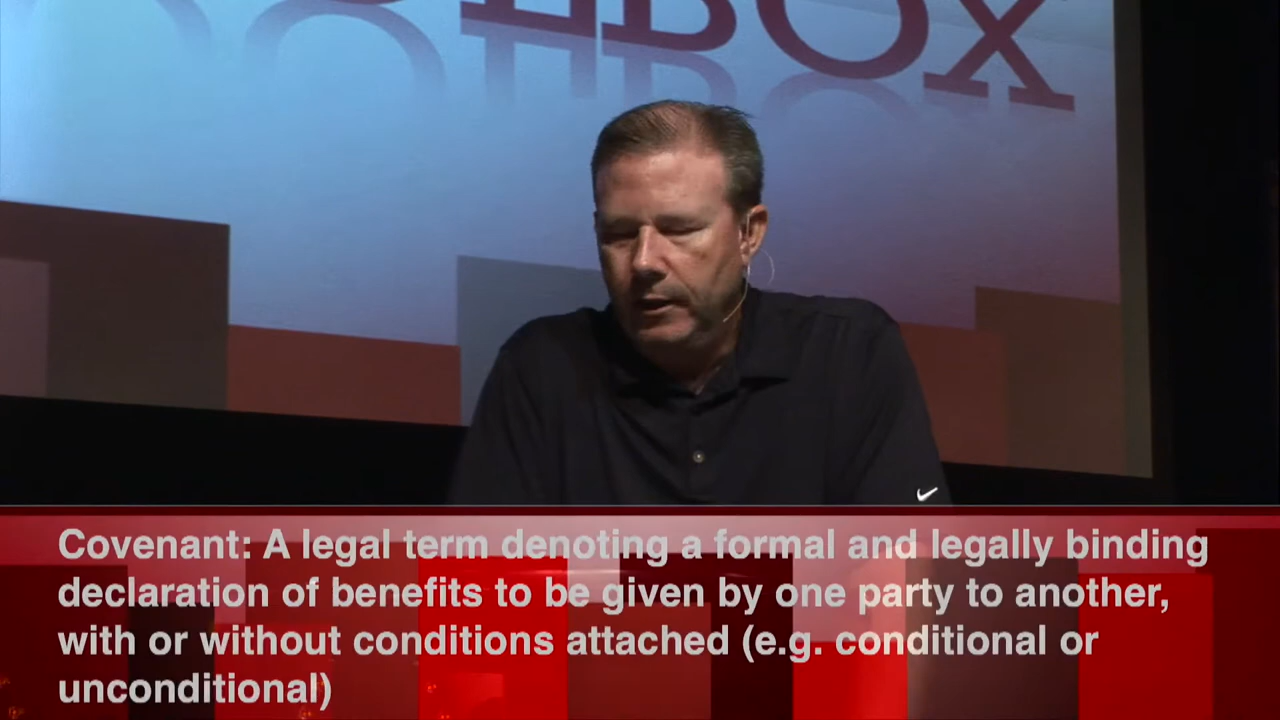 Covenant: A legal term denoting a formal and legally binding
declaration of benefits to be given by one party to another,
with or without conditions attached (e.g. conditional or
unconditional)